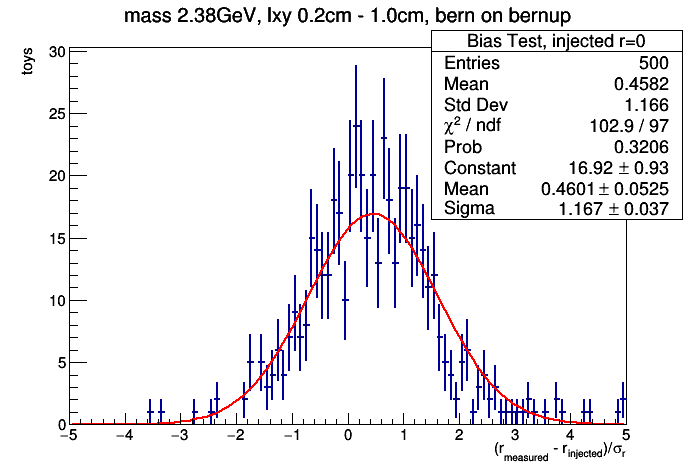 mass 2.38GeV, lxy 0.2cm - 1.0cm, bern on bernup
Bias Test, injected r=0
Entries 500
Mean 0.4582
Std Dev 1.166
χ² / ndf 102.9 / 97
Prob 0.3206
Constant 16.92 ± 0.93
Mean 0.4601 ± 0.0525
Sigma 1.167 ± 0.037
toys
30
25
20
15
10
5
0
−5 −4 −3 −2 −1 0 1 2 3 4 5
(r_measured - r_injected)/σ_r